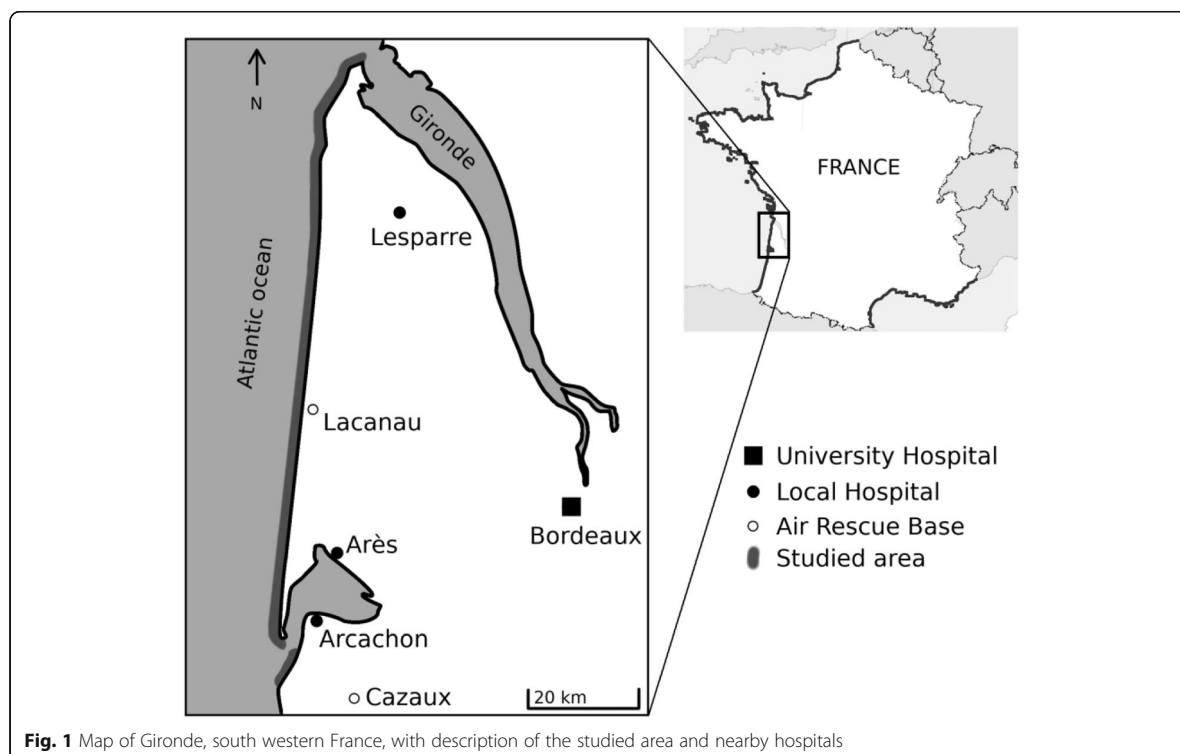 N
Gironde
Lesparre
Atlantic ocean
Lacanau
Bordeaux
Arès
Arcachon
Cazaux
20 km
FRANCE
University Hospital
Local Hospital
Air Rescue Base
Studied area
Fig. 1 Map of Gironde, south western France, with description of the studied area and nearby hospitals